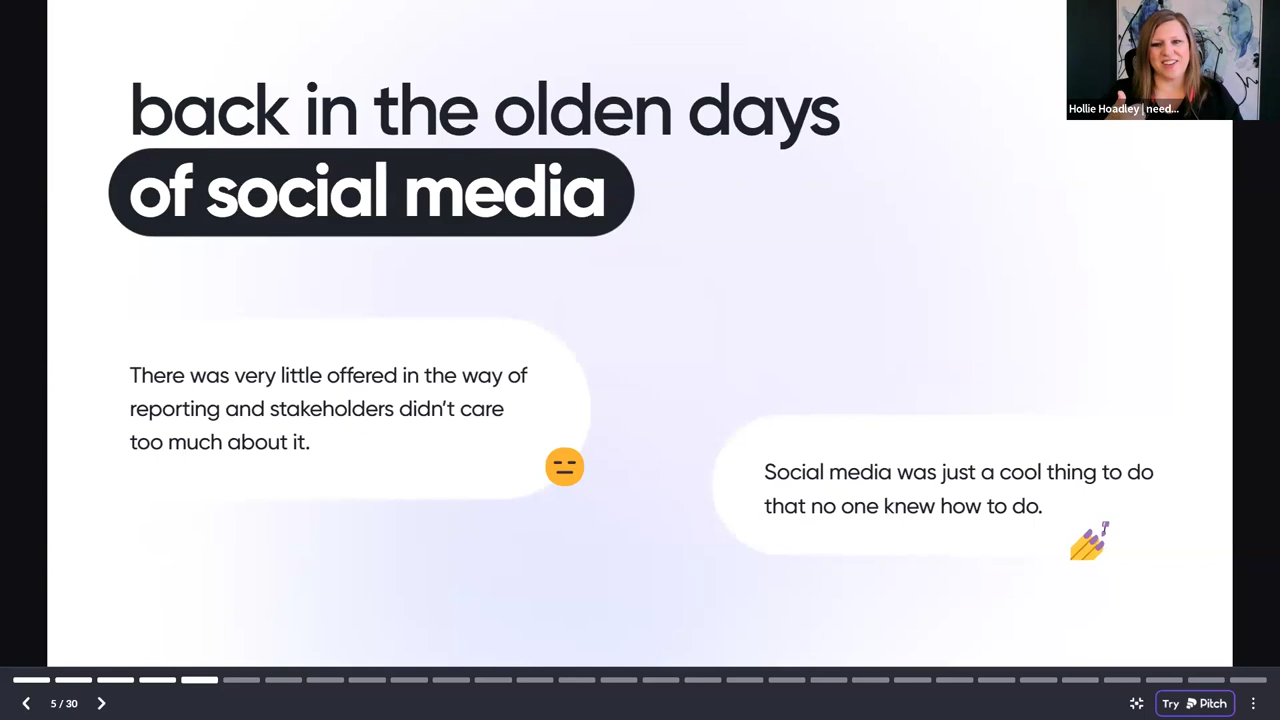 back in the olden days
of social media
Hollie Hoadley | need...
There was very little offered in the way of
reporting and stakeholders didn’t care
too much about it.
Social media was just a cool thing to do
that no one knew how to do.
5 / 30
Try Pitch